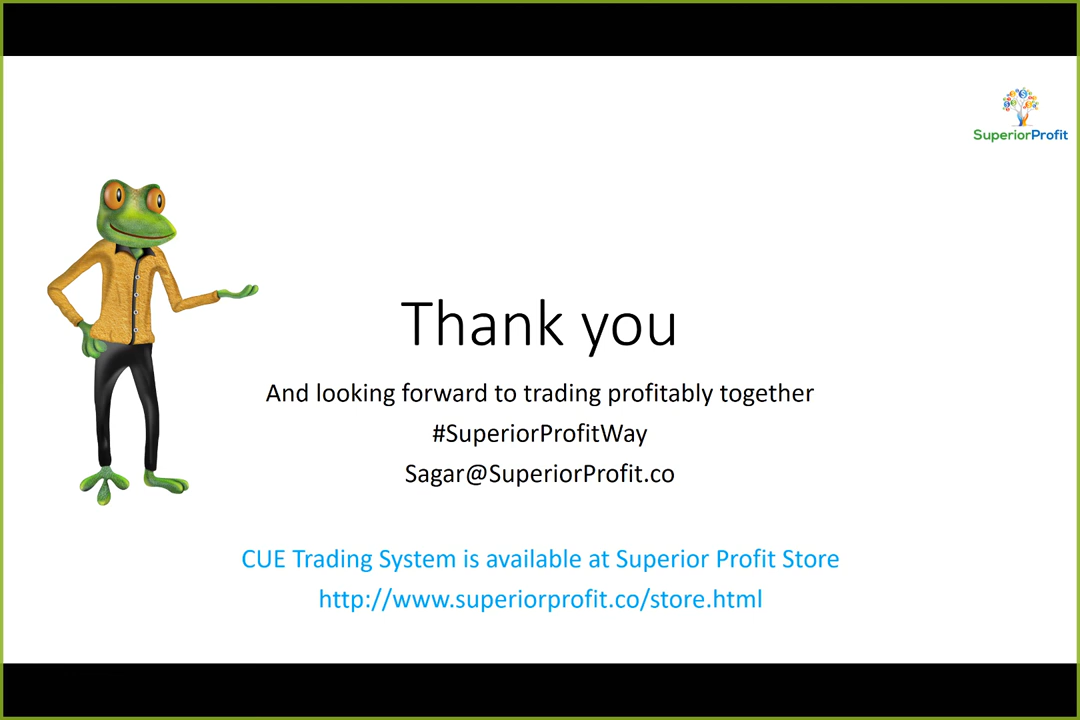 SuperiorProfit
Thank you
And looking forward to trading profitably together
#SuperiorProfitWay
Sagar@SuperiorProfit.co
CUE Trading System is available at Superior Profit Store
http://www.superiorprofit.co/store.html